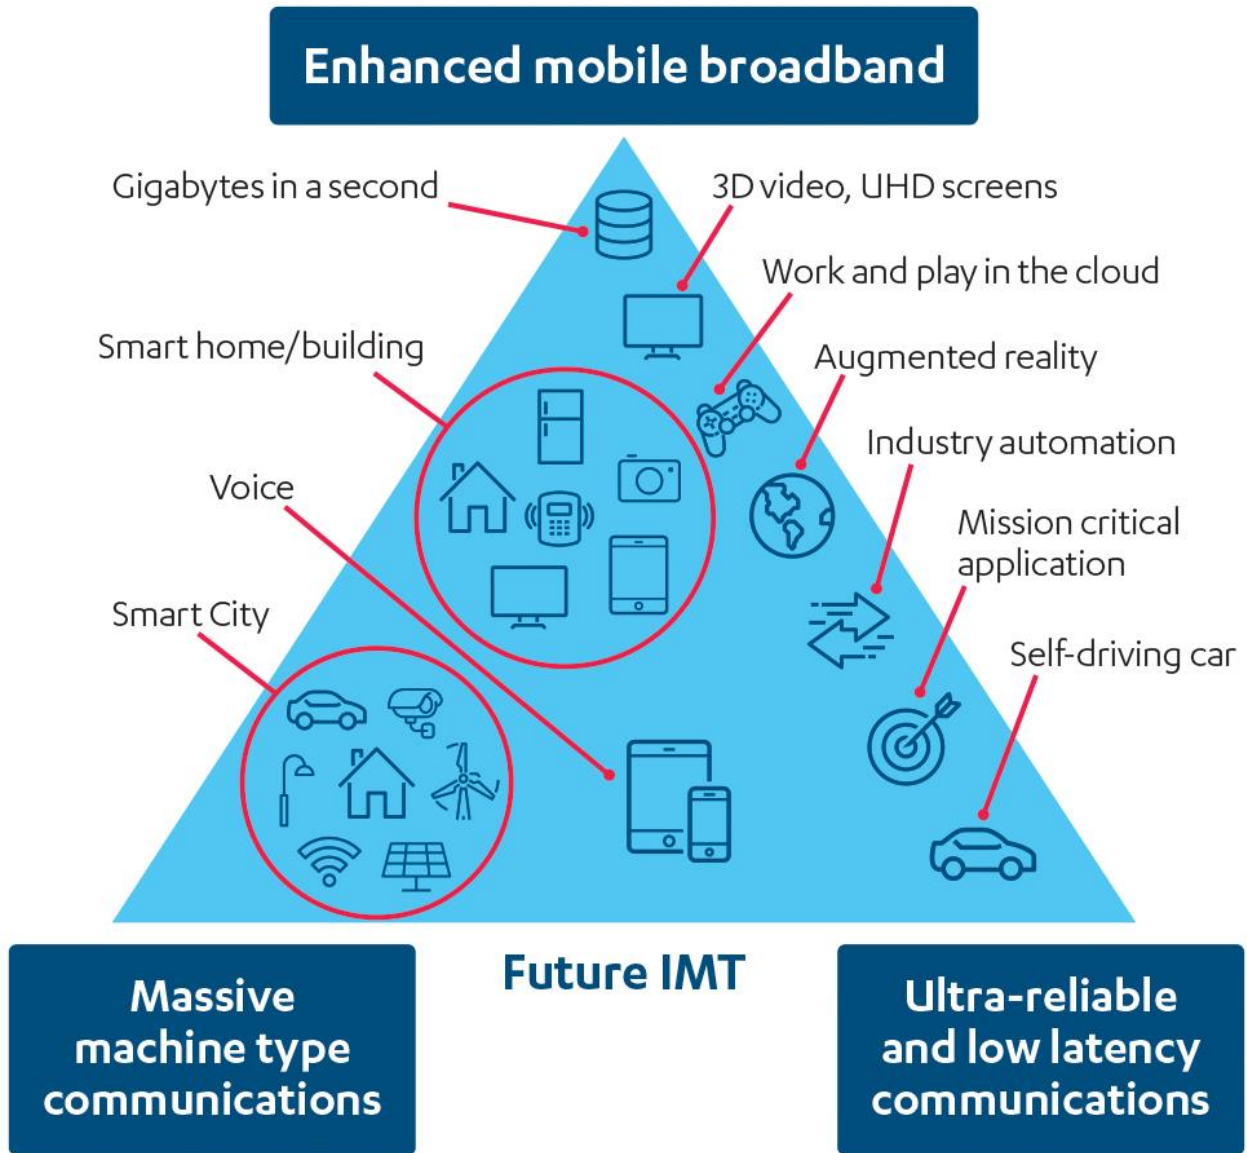 Enhanced mobile broadband
Gigabytes in a second
3D video, UHD screens
Work and play in the cloud
Smart home/building
Augmented reality
Industry automation
Voice
Mission critical
application
Smart City
Self-driving car
Massive
machine type
communications
Future IMT
Ultra-reliable
and low latency
communications